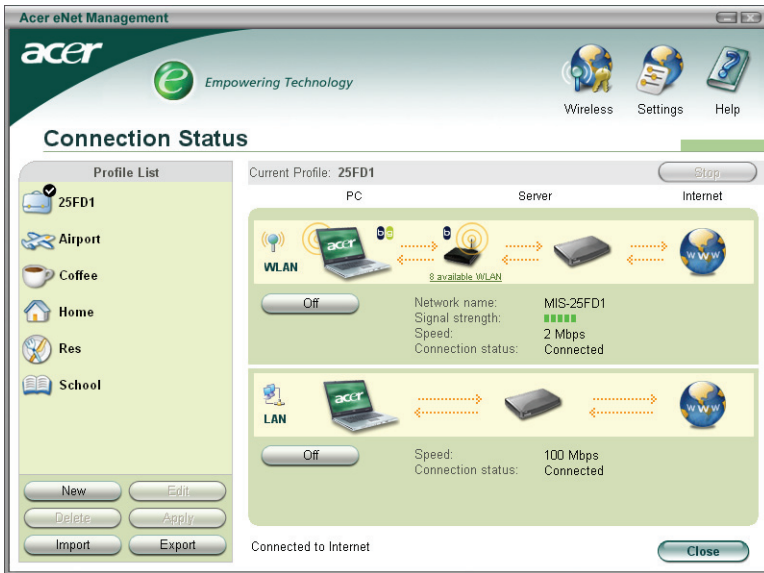 Acer eNet Management
acer
e Empowering Technology
Wireless Settings Help
Connection Status
Profile List
25FD1
Airport
Coffee
Home
Res
School
New Edit
Delete Apply
Import Export
Current Profile: 25FD1 Stop
PC Server Internet
WLAN
acer
b g
b
WWW
8 available WLAN
Off
Network name: MIS-25FD1
Signal strength:
Speed: 2 Mbps
Connection status: Connected
LAN
acer
WWW
Off
Speed: 100 Mbps
Connection status: Connected
Connected to Internet
Close